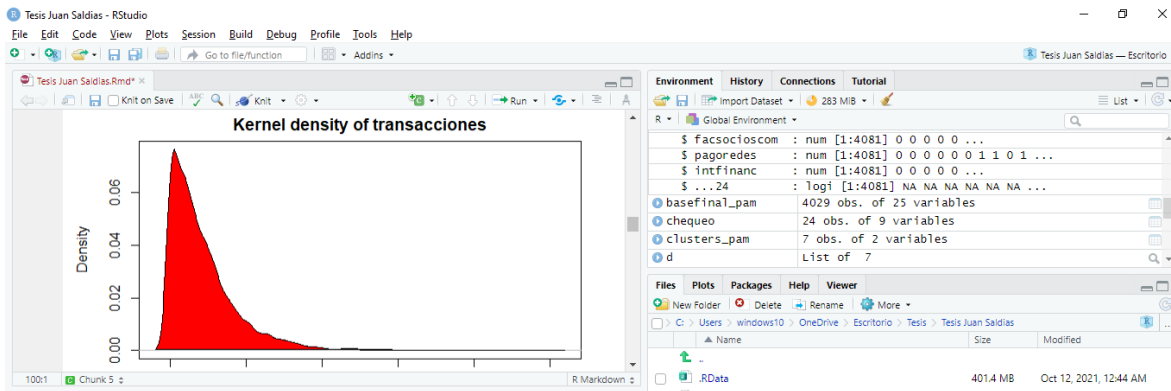 Tesis Juan Saldias - RStudio
File Edit Code View Plots Session Build Debug Profile Tools Help
Go to file/function Addins Tesis Juan Saldias — Escritorio
Tesis Juan Saldias.Rmd*
Knit on Save ABC Knit Run
Kernel density of transacciones
Density
0.06
0.04
0.02
0.00
100:1 Chunk 5 R Markdown
Environment History Connections Tutorial
Import Dataset 283 MiB List
R Global Environment
$ facsocioscom : num [1:4081] 0 0 0 0 0 ...
$ pagoredes : num [1:4081] 0 0 0 0 0 0 1 1 0 1 ...
$ intfinanc : num [1:4081] 0 0 0 0 0 ...
$ ...24 : logi [1:4081] NA NA NA NA NA NA ...
basefinal_pam 4029 obs. of 25 variables
chequeo 24 obs. of 9 variables
clusters_pam 7 obs. of 2 variables
d List of 7
Files Plots Packages Help Viewer
New Folder Delete Rename More
C: > Users > windows10 > OneDrive > Escritorio > Tesis > Tesis Juan Saldias ...
Name Size Modified
..
.RData 401.4 MB Oct 12, 2021, 12:44 AM